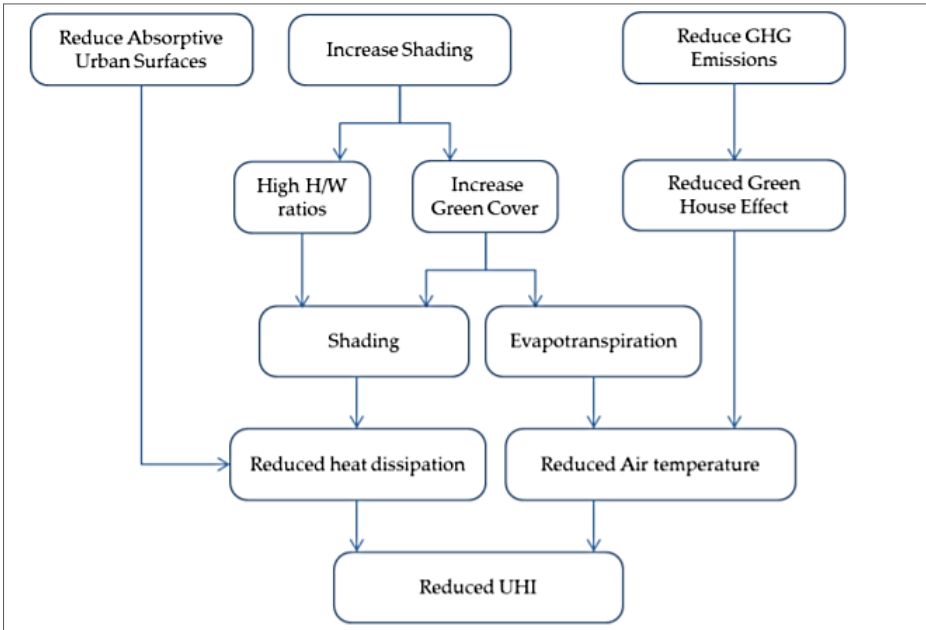 Reduce Absorptive
Urban Surfaces
Increase Shading
Reduce GHG
Emissions
High H/W
ratios
Increase
Green Cover
Reduced Green
House Effect
Shading
Evapotranspiration
Reduced heat dissipation
Reduced Air temperature
Reduced UHI